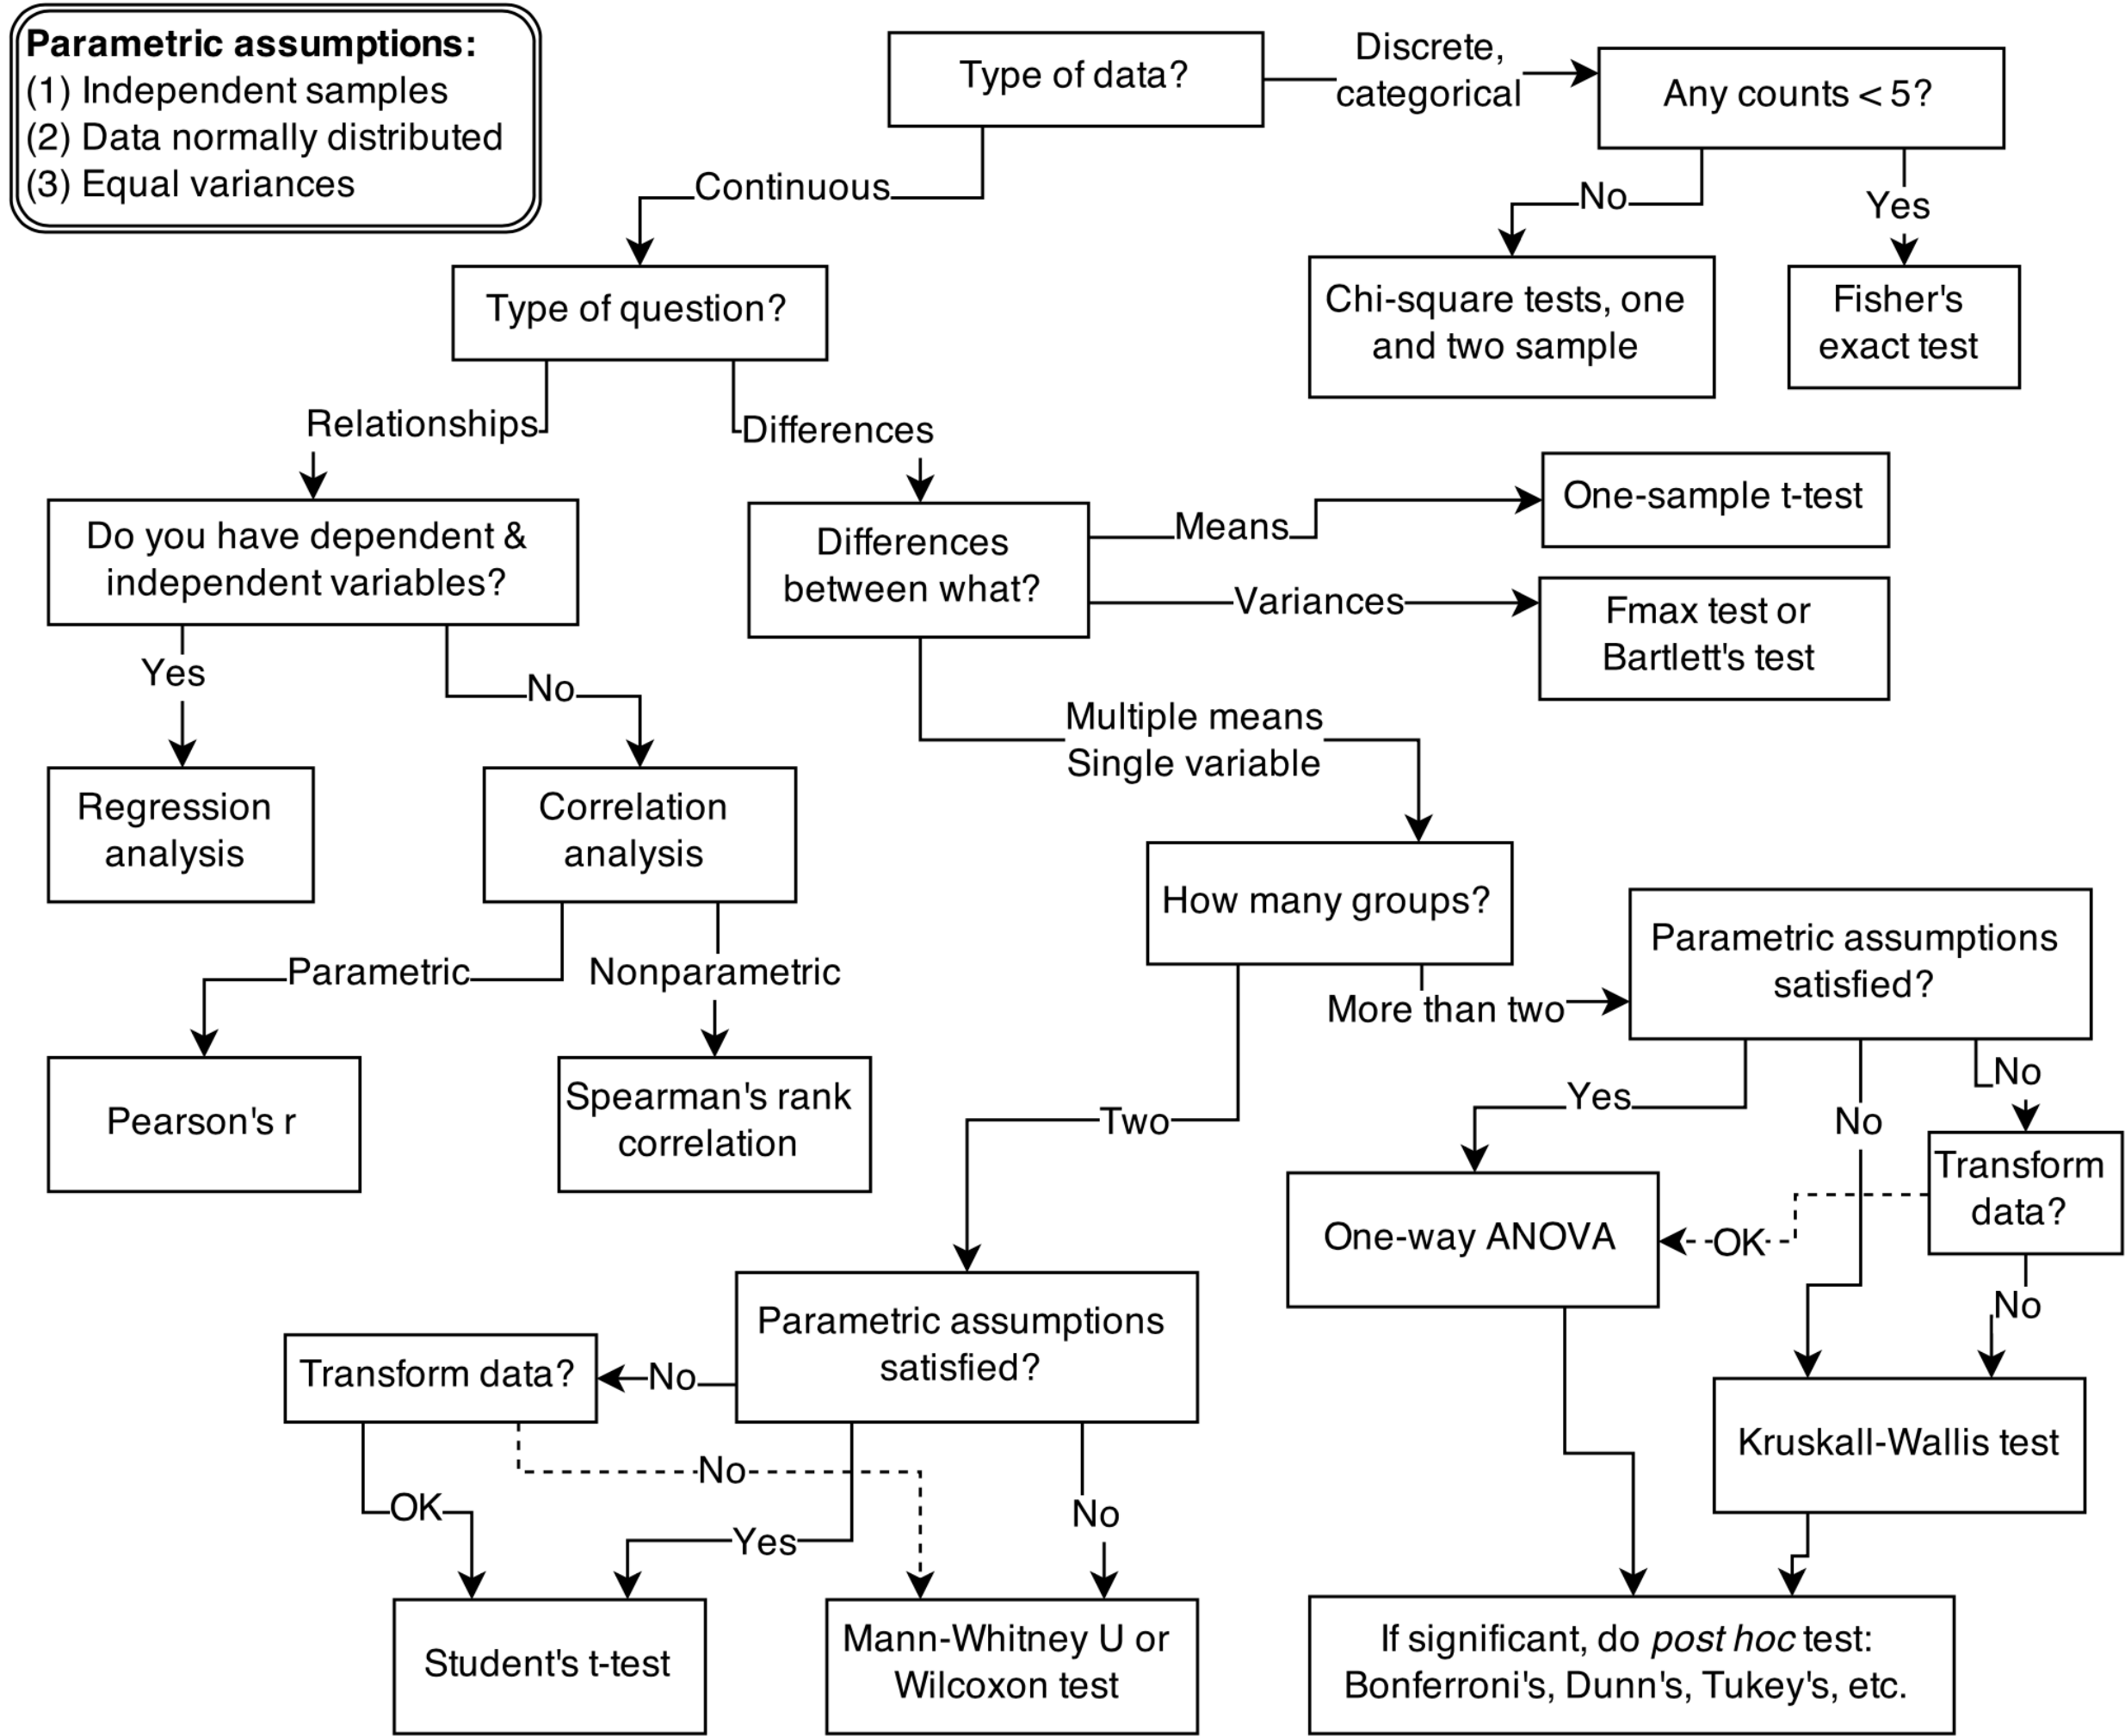 Parametric assumptions:
(1) Independent samples
(2) Data normally distributed
(3) Equal variances
Type of data?
Discrete,
categorical
Any counts < 5?
Continuous
No
Yes
Type of question?
Chi-square tests, one
and two sample
Fisher's
exact test
Relationships
Differences
Do you have dependent &
independent variables?
Differences
between what?
Means
One-sample t-test
Variances
Fmax test or
Bartlett's test
Yes
No
Multiple means
Single variable
Regression
analysis
Correlation
analysis
How many groups?
Parametric assumptions
satisfied?
Parametric
Nonparametric
More than two
Pearson's r
Spearman's rank
correlation
Two
Yes
No
No
Transform
data?
One-way ANOVA
OK
No
Parametric assumptions
satisfied?
Transform data?
No
Kruskall-Wallis test
No
OK
Yes
No
Student's t-test
Mann-Whitney U or
Wilcoxon test
If significant, do post hoc test:
Bonferroni's, Dunn's, Tukey's, etc.